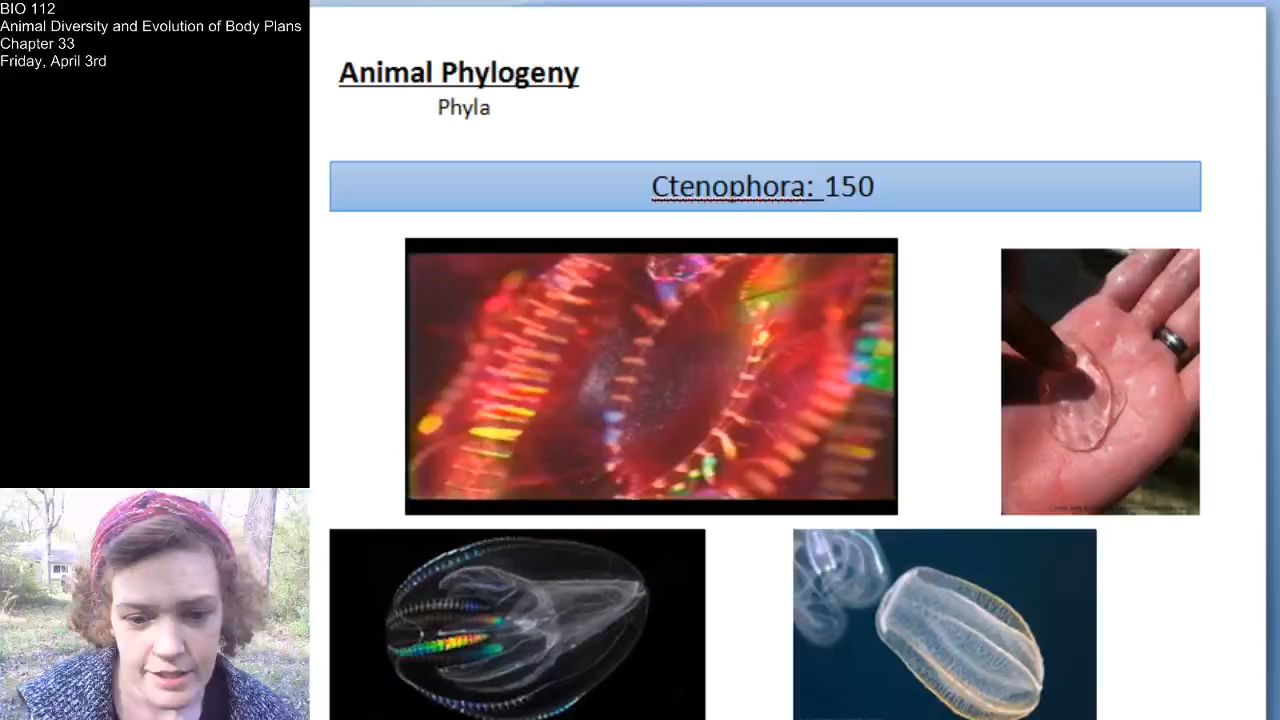 BIO 112
Animal Diversity and Evolution of Body Plans
Chapter 33
Friday, April 3rd
Animal Phylogeny
Phyla
Ctenophora: 150